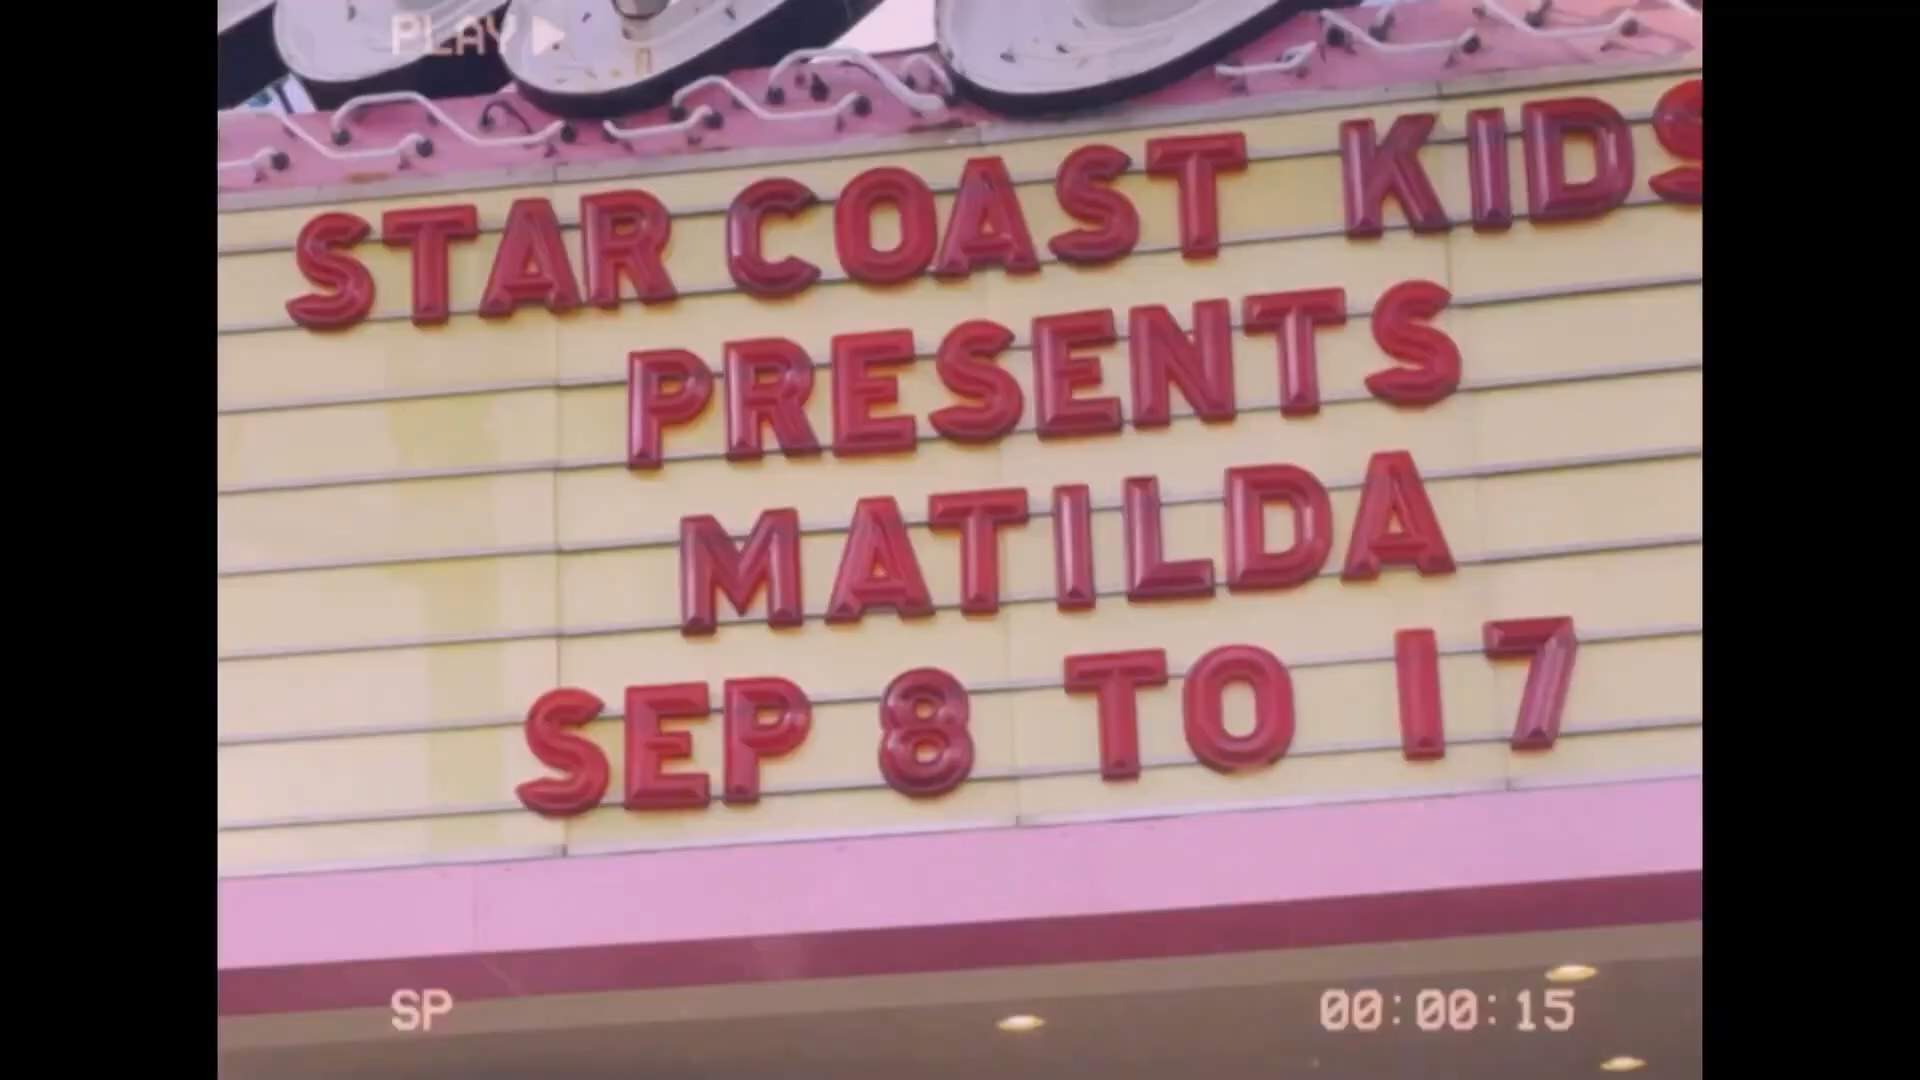 PLAY
STAR COAST KIDS
PRESENTS
MATILDA
SEP 8 TO 17
SP
00:00:15